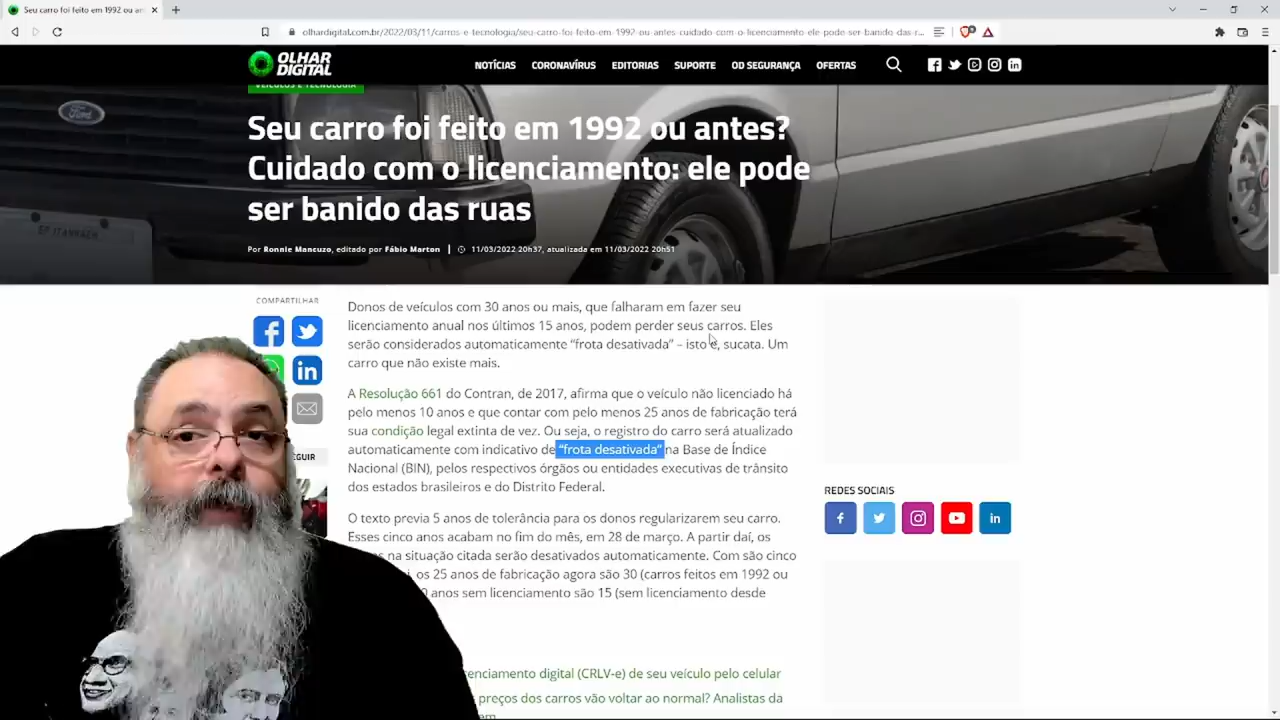 Seu carro foi feito em 1992 ou an
olhardigital.com.br/2022/03/11/carros-e-tecnologia/seu-carro-foi-feito-em-1992-ou-antes-cuidado-com-o-licenciamento-ele-pode-ser-banido-das-r...
OLHAR
DIGITAL
NOTÍCIAS CORONAVÍRUS EDITORIAS SUPORTE OD SEGURANÇA OFERTAS
VEÍCULOS E TECNOLOGIA
Ford
Seu carro foi feito em 1992 ou antes?
Cuidado com o licenciamento: ele pode
ser banido das ruas
Por Ronnie Mancuzo, editado por Fábio Marton | 11/03/2022 20h37, atualizada em 11/03/2022 20h51
COMPARTILHAR
Donos de veículos com 30 anos ou mais, que falharam em fazer seu
licenciamento anual nos últimos 15 anos, podem perder seus carros. Eles
serão considerados automaticamente “frota desativada” – isto é, sucata. Um
carro que não existe mais.
A Resolução 661 do Contran, de 2017, afirma que o veículo não licenciado há
pelo menos 10 anos e que contar com pelo menos 25 anos de fabricação terá
sua condição legal extinta de vez. Ou seja, o registro do carro será atualizado
automaticamente com indicativo de “frota desativada” na Base de Índice
Nacional (BIN), pelos respectivos órgãos ou entidades executivas de trânsito
dos estados brasileiros e do Distrito Federal.
GUIR
O texto previa 5 anos de tolerância para os donos regularizarem seu carro.
Esses cinco anos acabam no fim do mês, em 28 de março. A partir daí, os
na situação citada serão desativados automaticamente. Com são cinco
os 25 anos de fabricação agora são 30 (carros feitos em 1992 ou
anos sem licenciamento são 15 (sem licenciamento desde
REDES SOCIAIS
enciamento digital (CRLV-e) de seu veículo pelo celular
preços dos carros vão voltar ao normal? Analistas da
em